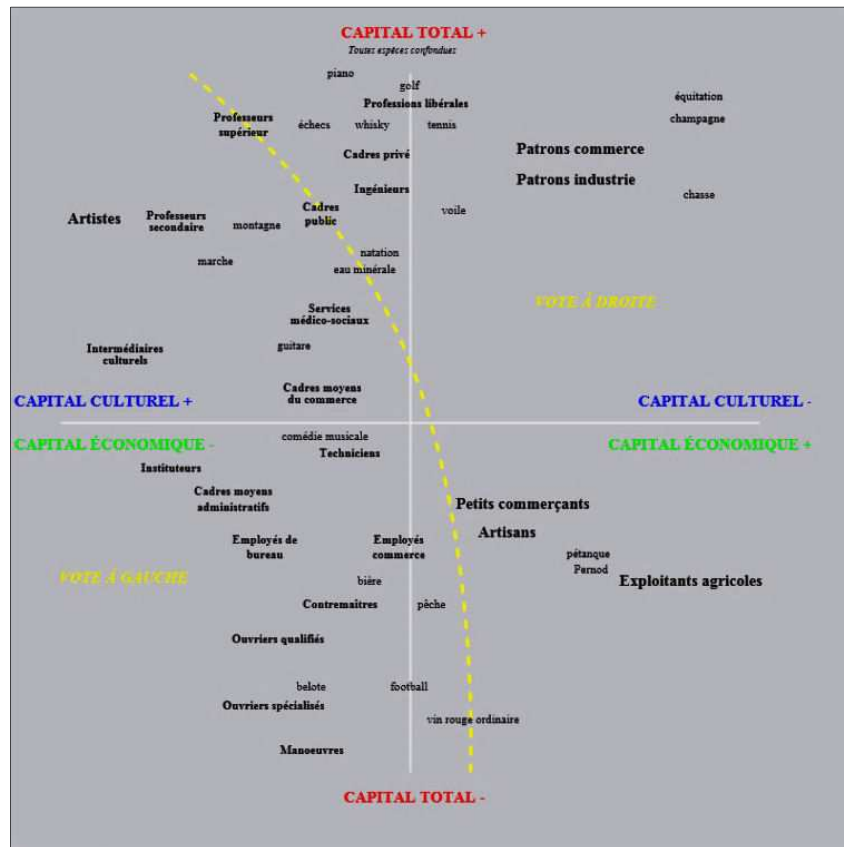 CAPITAL TOTAL +
Toutes espèces confondues
piano
golf
équitation
Professions libérales
champagne
Professeurs
supérieur
échecs
whisky
tennis
Patrons commerce
Cadres privé
Patrons industrie
Ingénieurs
chasse
Cadres
public
voile
Artistes
Professeurs
secondaire
montagne
natation
marche
eau minérale
VOTE À DROITE
Services
médico-sociaux
guitare
Intermédiaires
culturels
Cadres moyens
du commerce
CAPITAL CULTUREL +
CAPITAL CULTUREL -
CAPITAL ÉCONOMIQUE -
comédie musicale
CAPITAL ÉCONOMIQUE +
Techniciens
Instituteurs
Cadres moyens
administratifs
Petits commerçants
Artisans
Employés de
bureau
Employés
commerce
pétanque
Pernod
VOTE À GAUCHE
bière
Exploitants agricoles
Contremaîtres
pêche
Ouvriers qualifiés
belote
football
Ouvriers spécialisés
vin rouge ordinaire
Manoeuvres
CAPITAL TOTAL -